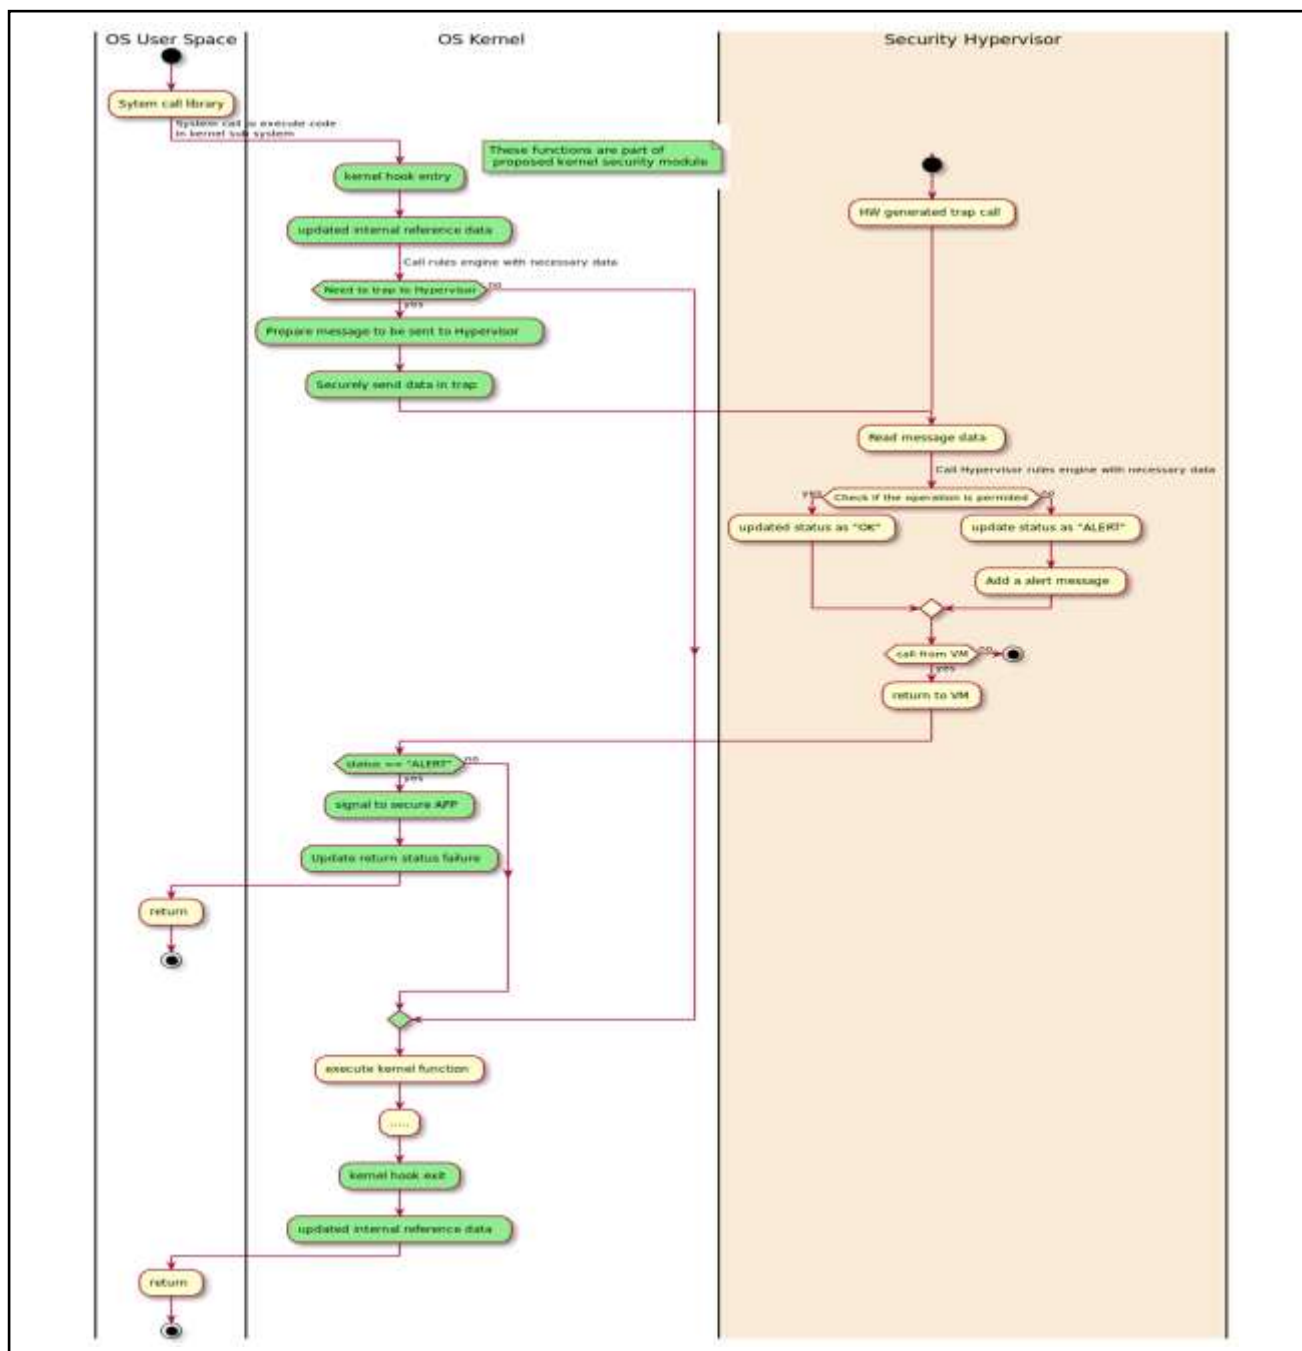 OS User Space
OS Kernel
Security Hypervisor
Sytem call library
System call to execute code
in kernel sub system
These functions are part of
proposed kernel security module
kernel hook entry
HW generated trap call
updated internal reference data
Call rules engine with necessary data
Need to trap to Hypervisor
no
yes
Prepare message to be sent to Hypervisor
Securely send data in trap
Read message data
Call Hypervisor rules engine with necessary data
yes
Check if the operation is permited
no
updated status as "OK"
update status as "ALERT"
Add a alert message
call from VM
no
yes
return to VM
status == "ALERT"
no
yes
signal to secure APP
Update return status failure
return
execute kernel function
.....
kernel hook exit
updated internal reference data
return